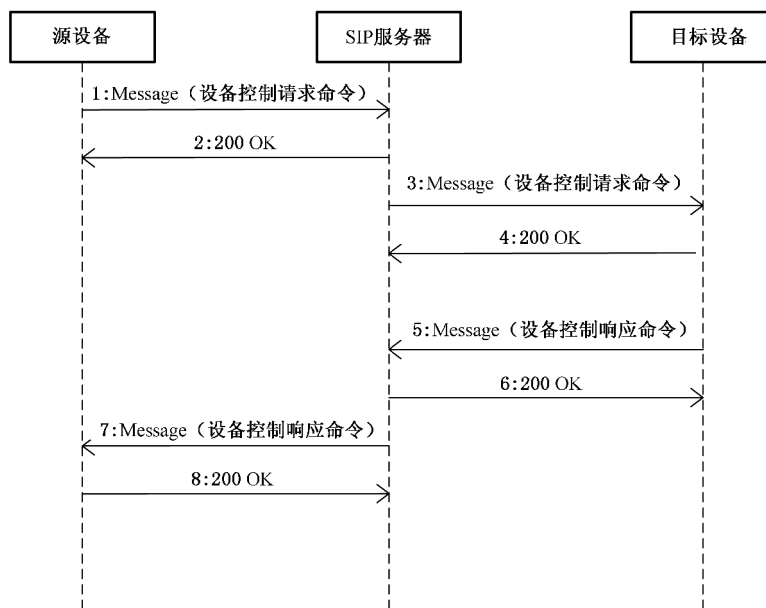 源设备
SIP服务器
目标设备
1:Message（设备控制请求命令）
2:200 OK
3:Message（设备控制请求命令）
4:200 OK
5:Message（设备控制响应命令）
6:200 OK
7:Message（设备控制响应命令）
8:200 OK